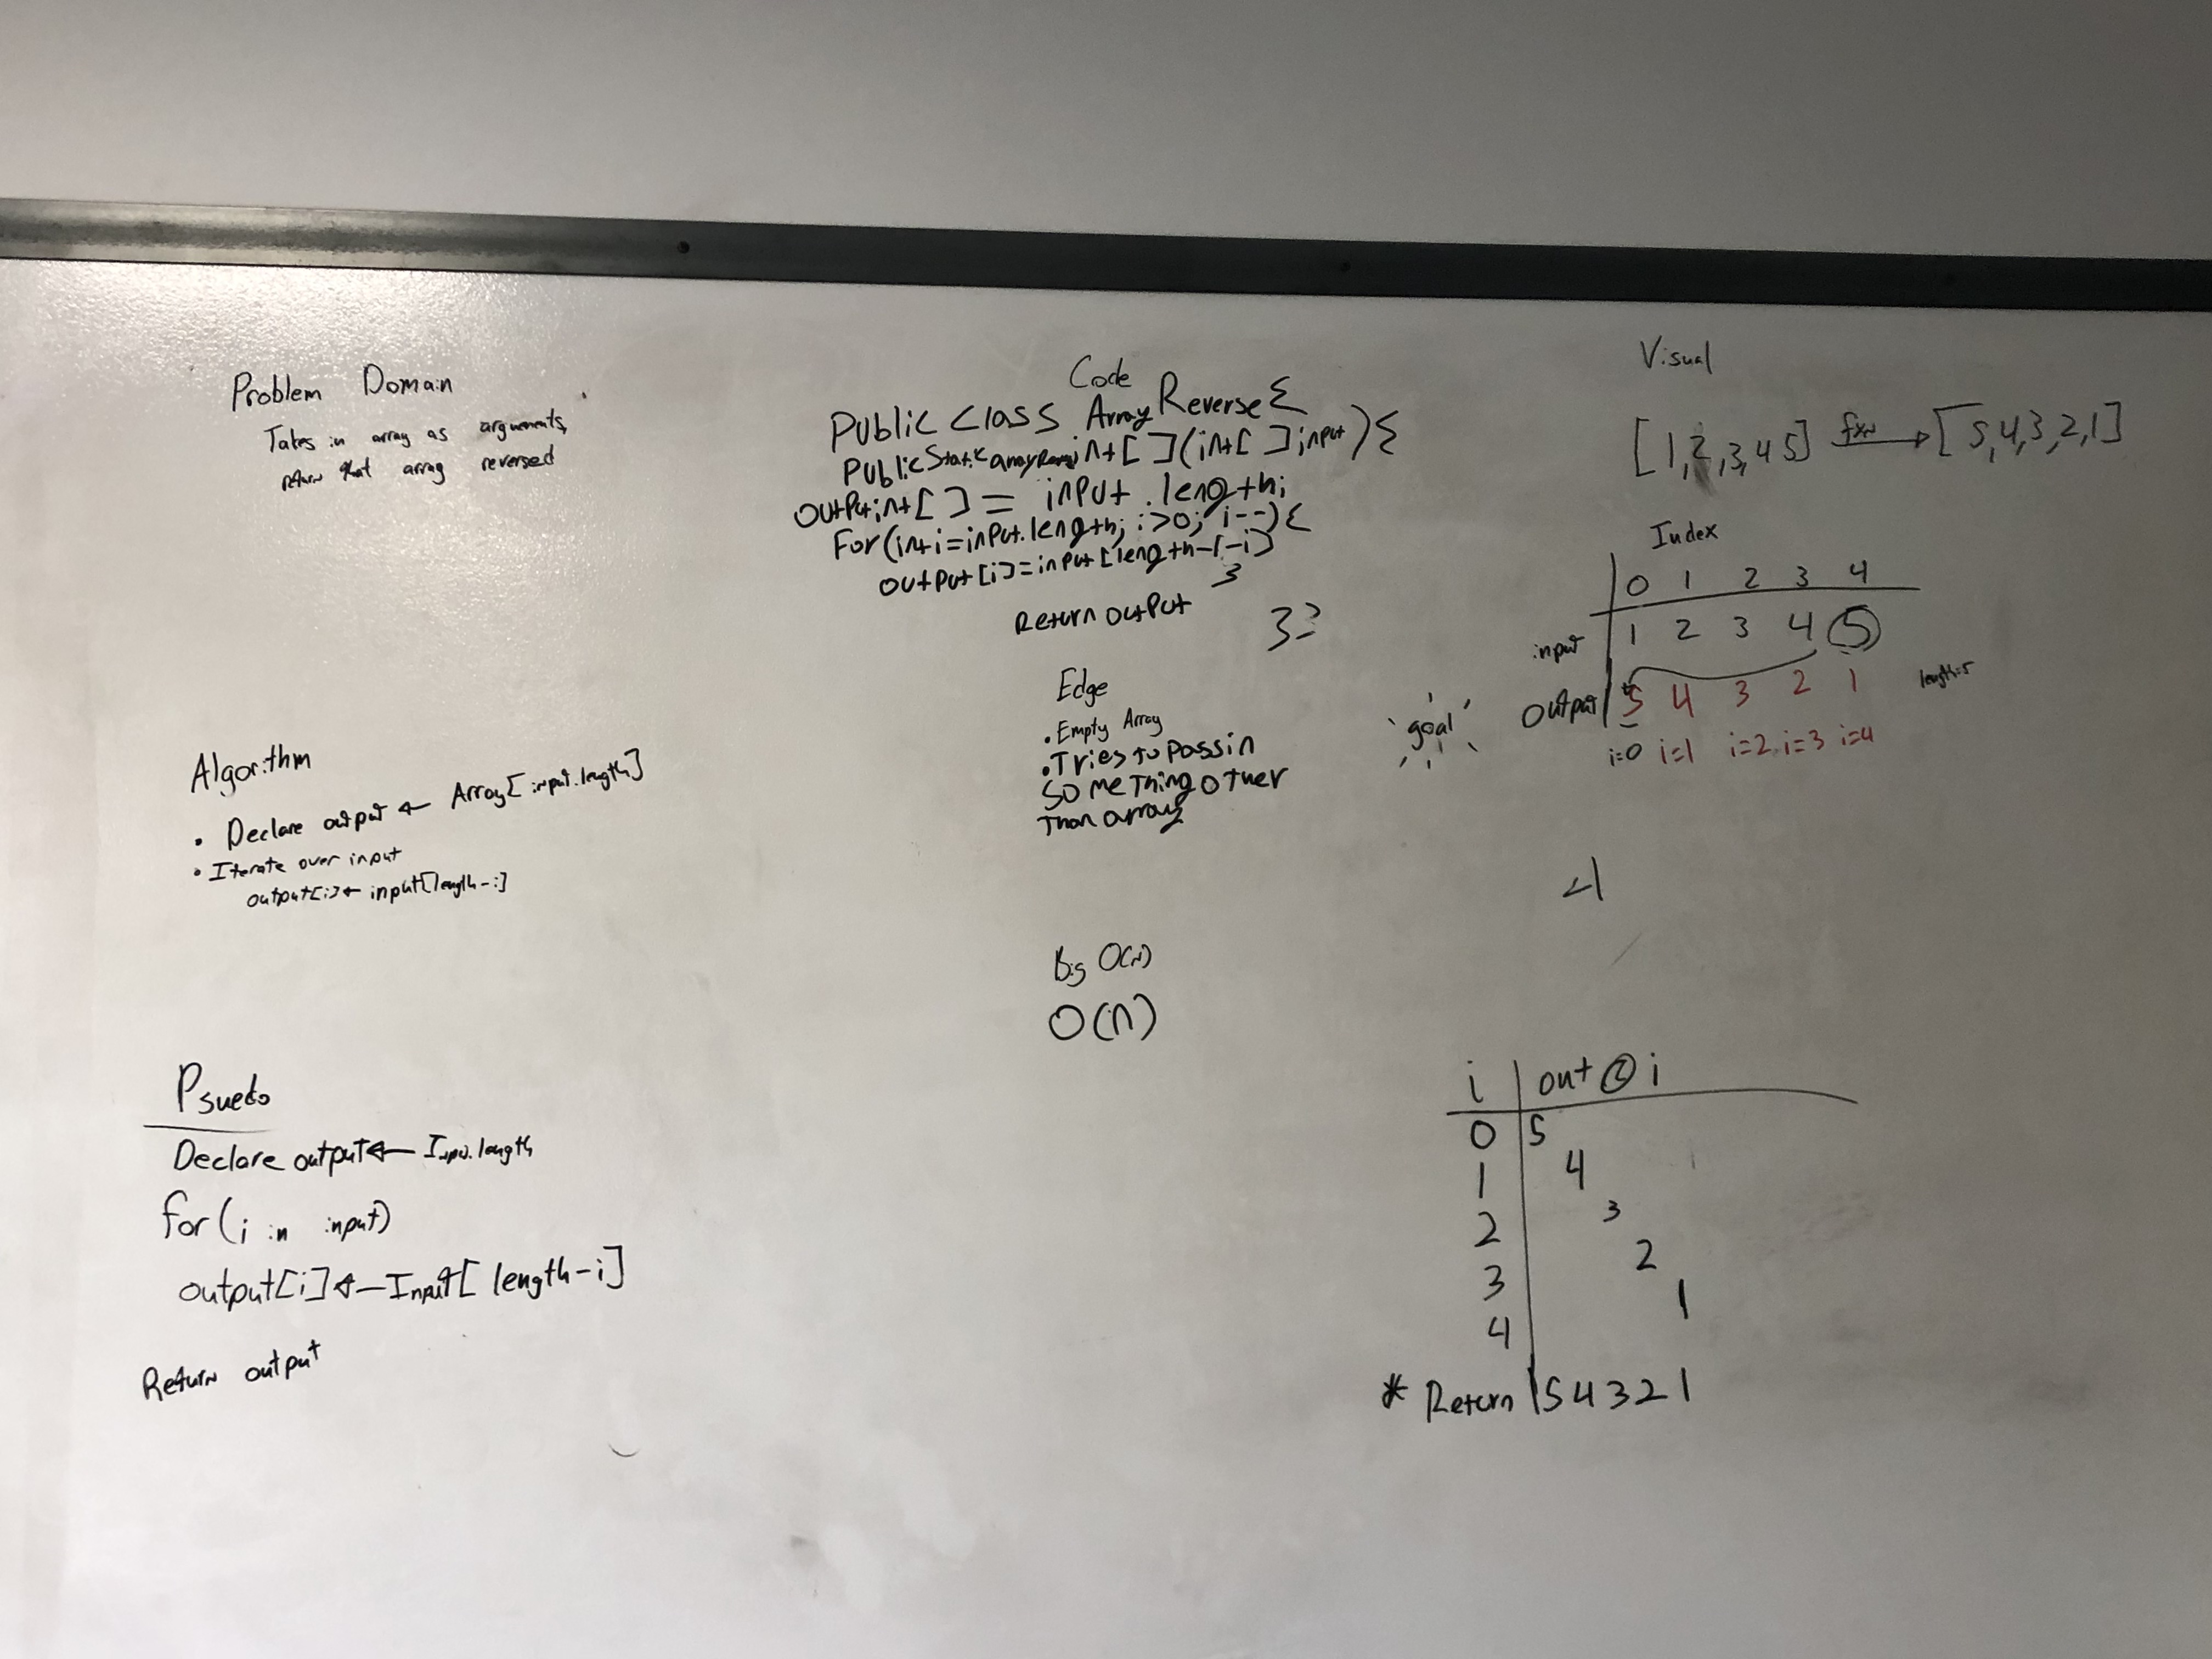 Problem Domain
Takes in array as arguments,
return that array reversed
Algorithm
• Declare output ← Array[input.length]
• Iterate over input
output[i] ← input[length-i]
Psuedo
Declare output ← Input.length
for(i in input)
output[i] ← Input[length-i]
Return output
Code
Public Class ArrayReverse{
Public Static int[](int[] input){
output int[] = input.length;
For(int i=input.length; i>0; i--){
output[i]=input[length-1-i]
}
Return output
}}
Edge
• Empty Array
• Tries to pass in
Something other
Than array
Big O(N)
O(n)
Visual
[1,2,3,4 5] fxn → [5,4,3,2,1]
Index
0 1 2 3 4
input 1 2 3 4 5
goal output 5 4 3 2 1 length=5
i=0 i=1 i=2 i=3 i=4
i out @ i
0 5
1 4
2 3
3 2
4 1
* Return 5 4 3 2 1